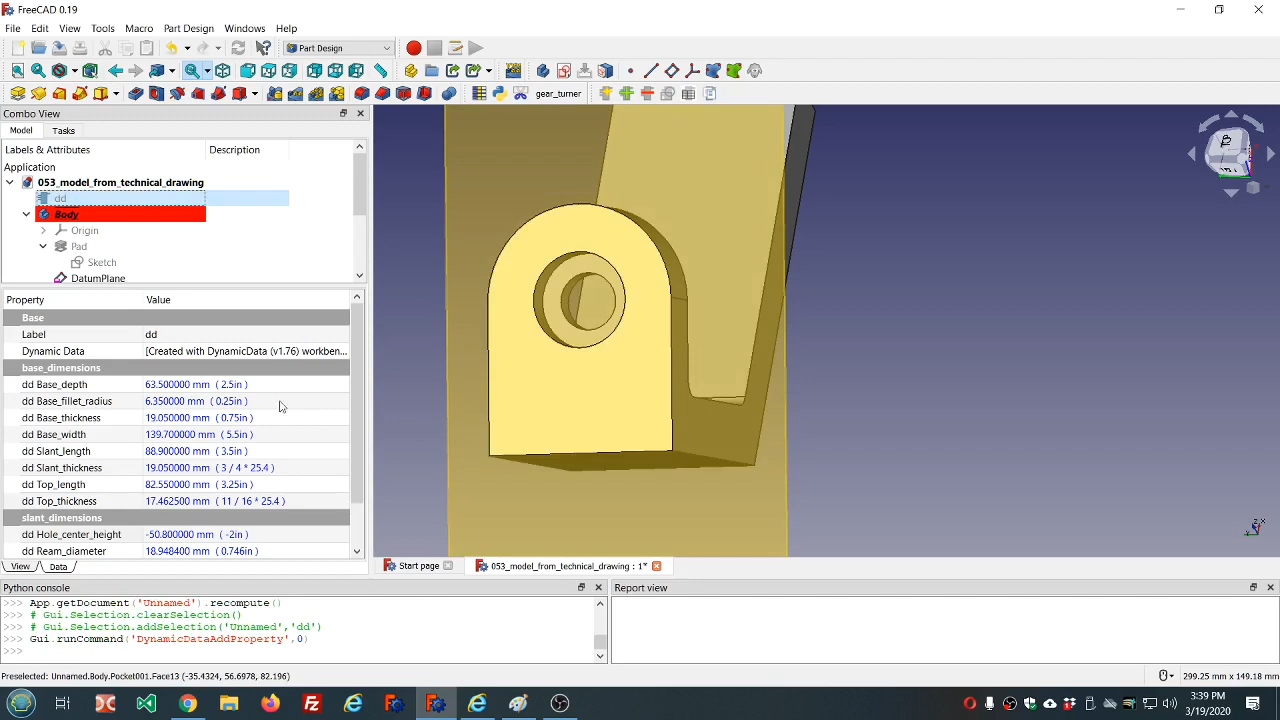 FreeCAD 0.19
File Edit View Tools Macro Part Design Windows Help
Part Design
gear_turner
Combo View
Model Tasks
Labels & Attributes Description
Application
053_model_from_technical_drawing
dd
Body
Origin
Pad
Sketch
DatumPlane
Property Value
Base
Label dd
Dynamic Data [Created with DynamicData (v1.76) workben...
base_dimensions
dd Base_depth 63.500000 mm ( 2.5in )
dd Base_fillet_radius 6.350000 mm ( 0.25in )
dd Base_thickness 19.050000 mm ( 0.75in )
dd Base_width 139.700000 mm ( 5.5in )
dd Slant_length 88.900000 mm ( 3.5in )
dd Slant_thickness 19.050000 mm ( 3 / 4 * 25.4 )
dd Top_length 82.550000 mm ( 3.25in )
dd Top_thickness 17.462500 mm ( 11 / 16 * 25.4 )
slant_dimensions
dd Hole_center_height -50.800000 mm ( -2in )
dd Ream_diameter 18.948400 mm ( 0.746in )
View Data
Start page 053_model_from_technical_drawing : 1*
Python console
>>> App.getDocument('Unnamed').recompute()
>>> # Gui.Selection.clearSelection()
>>> # Gui.Selection.addSelection('Unnamed','dd')
>>> Gui.runCommand('DynamicDataAddProperty',0)
>>>
Report view
Preselected: Unnamed.Body.Pocket001.Face13 (-35.4324, 56.6978, 82.196)
299.25 mm x 149.18 mm
3:39 PM
3/19/2020